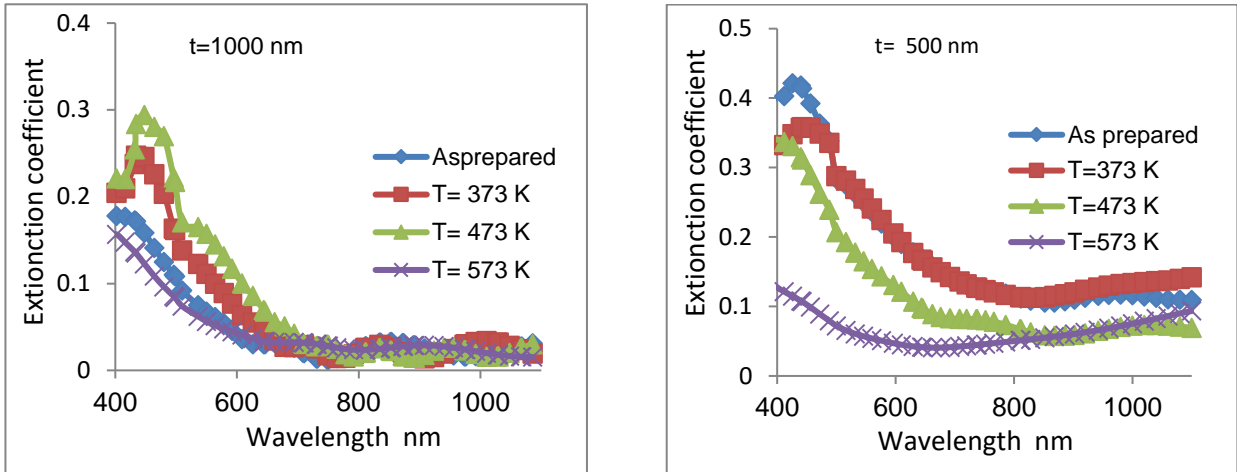 t=1000 nm
Extionction coefficient
0.4
0.3
0.2
0.1
0
400
600
800
1000
Wavelength nm
Asprepared
T= 373 K
T= 473 K
T= 573 K
t= 500 nm
Extionction coefficient
0.5
0.4
0.3
0.2
0.1
0
400
600
800
1000
Wavelength nm
As prepared
T=373 K
T=473 K
T=573 K